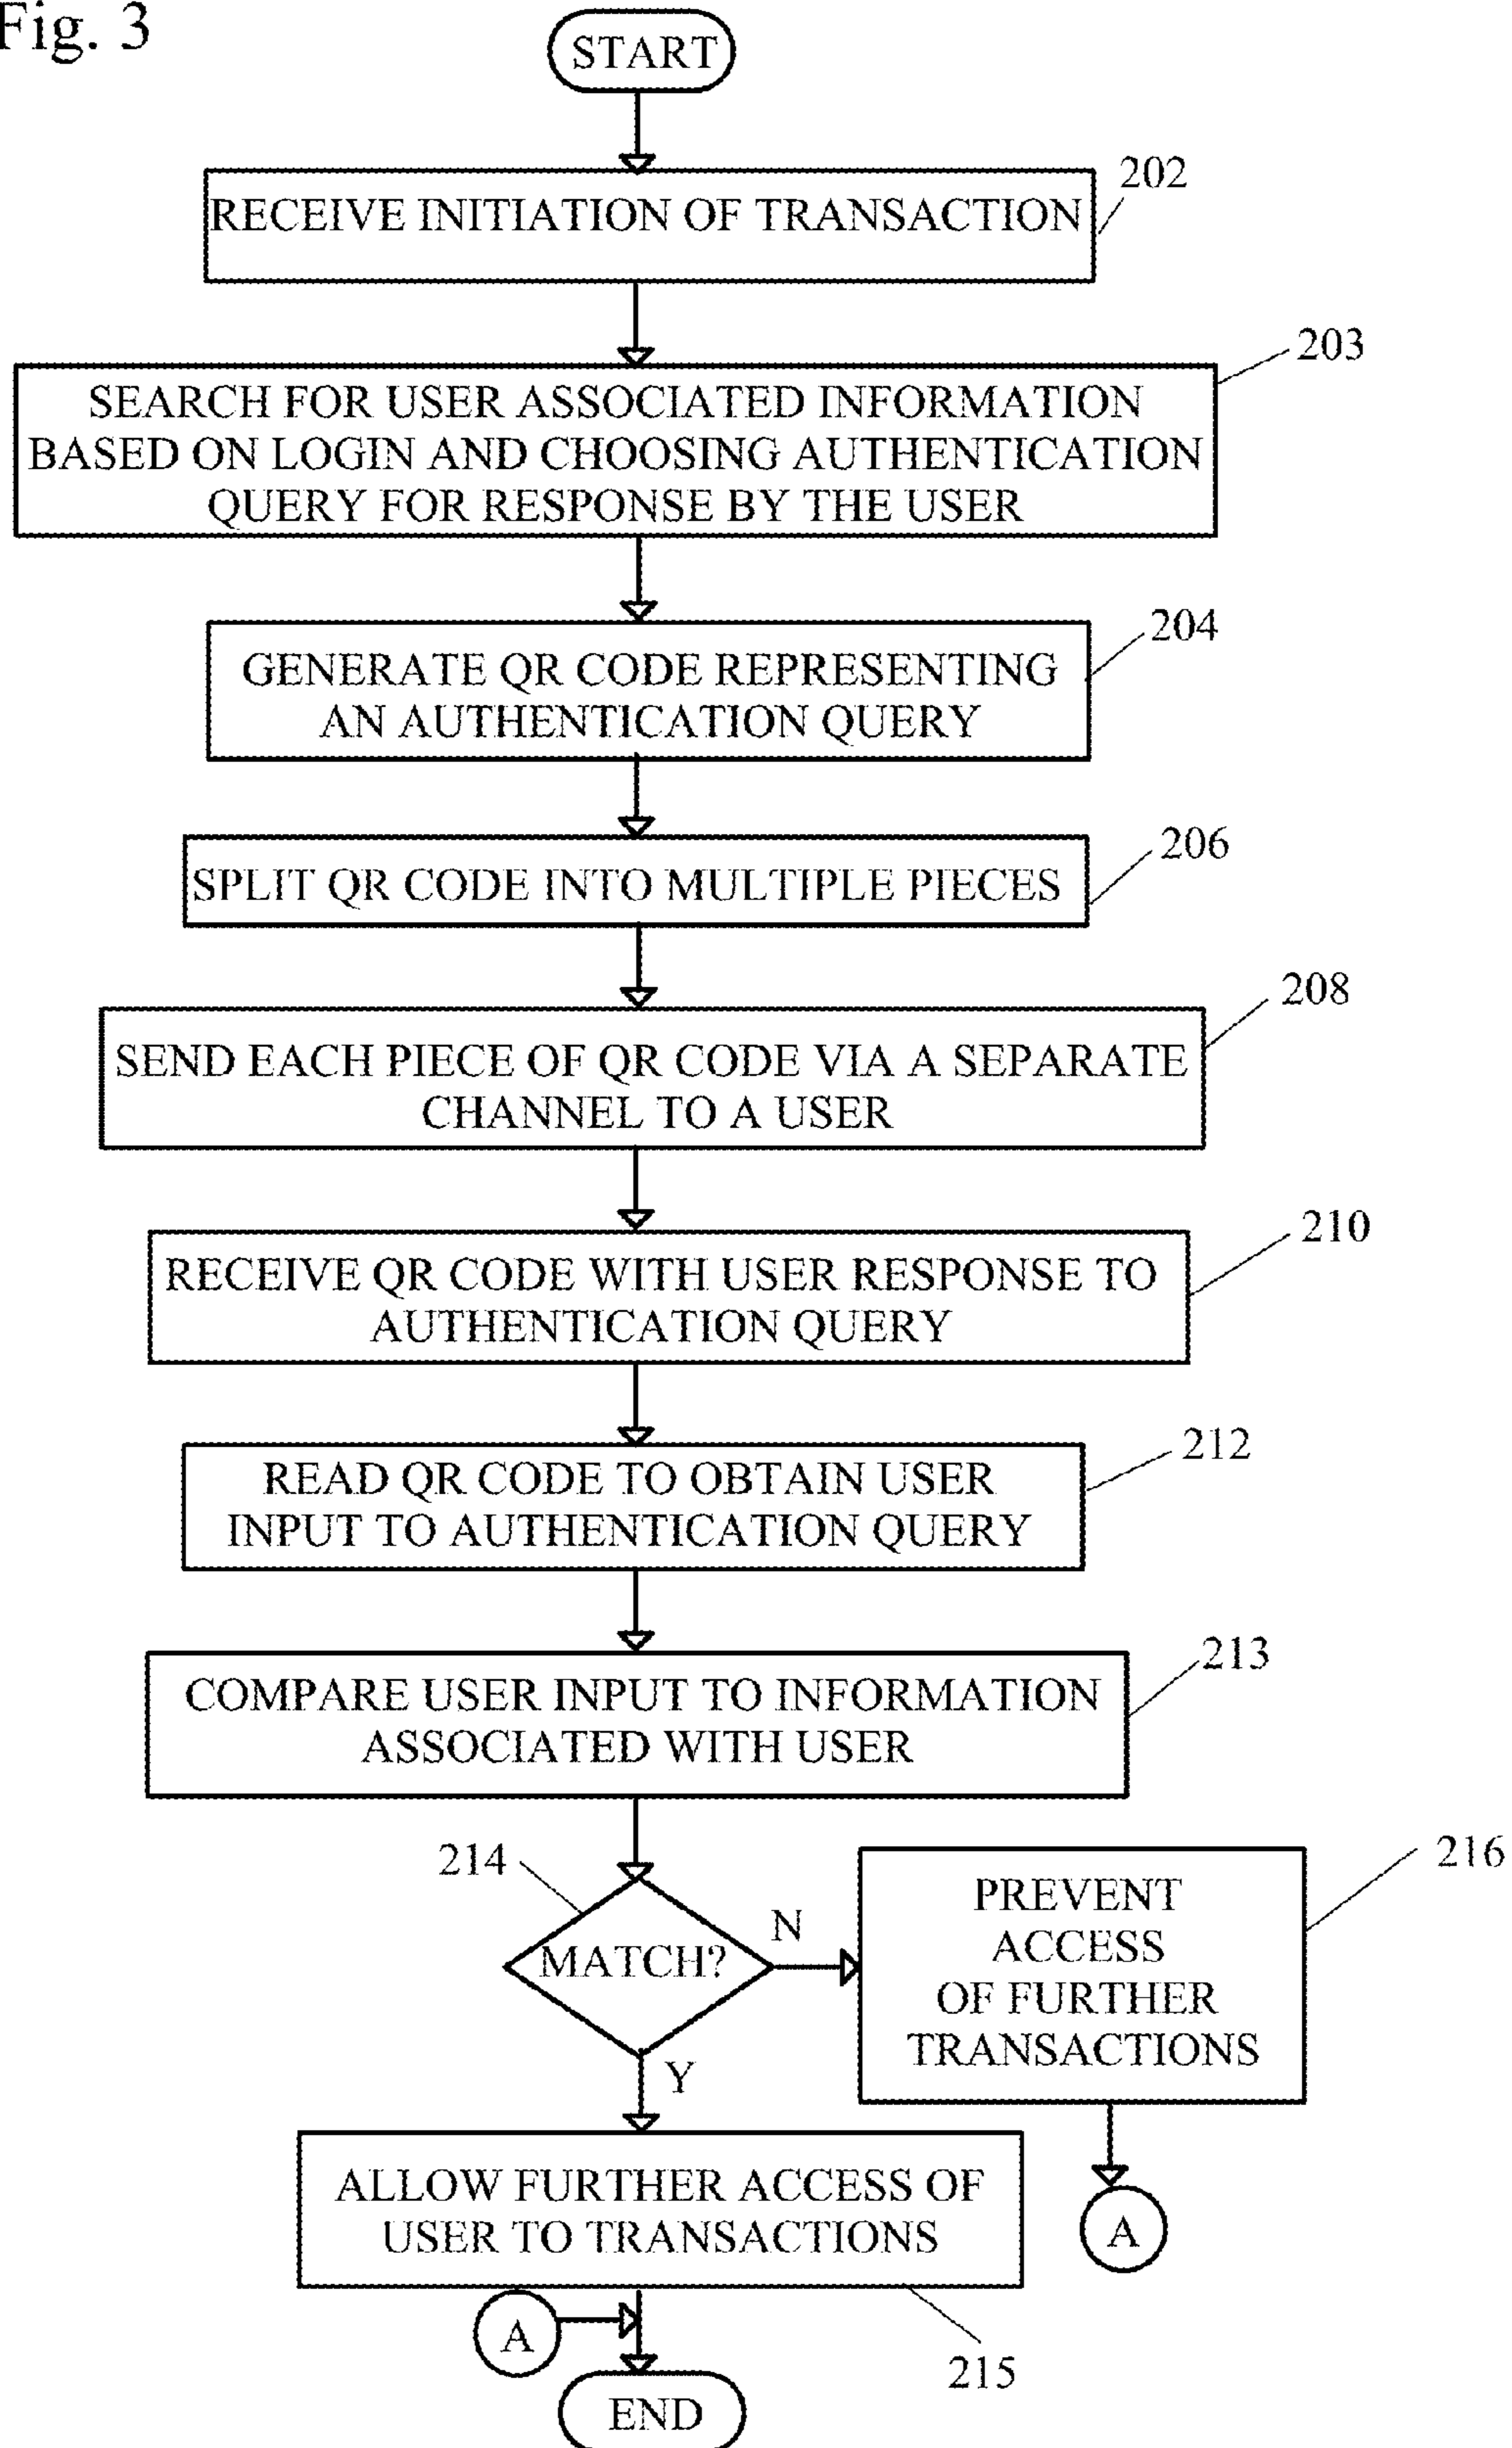 Fig. 3
START
202
RECEIVE INITIATION OF TRANSACTION
203
SEARCH FOR USER ASSOCIATED INFORMATION
BASED ON LOGIN AND CHOOSING AUTHENTICATION
QUERY FOR RESPONSE BY THE USER
204
GENERATE QR CODE REPRESENTING
AN AUTHENTICATION QUERY
206
SPLIT QR CODE INTO MULTIPLE PIECES
208
SEND EACH PIECE OF QR CODE VIA A SEPARATE
CHANNEL TO A USER
210
RECEIVE QR CODE WITH USER RESPONSE TO
AUTHENTICATION QUERY
212
READ QR CODE TO OBTAIN USER
INPUT TO AUTHENTICATION QUERY
213
COMPARE USER INPUT TO INFORMATION
ASSOCIATED WITH USER
214
MATCH?
N
216
PREVENT
ACCESS
OF FURTHER
TRANSACTIONS
Y
ALLOW FURTHER ACCESS OF
USER TO TRANSACTIONS
A
A
215
END